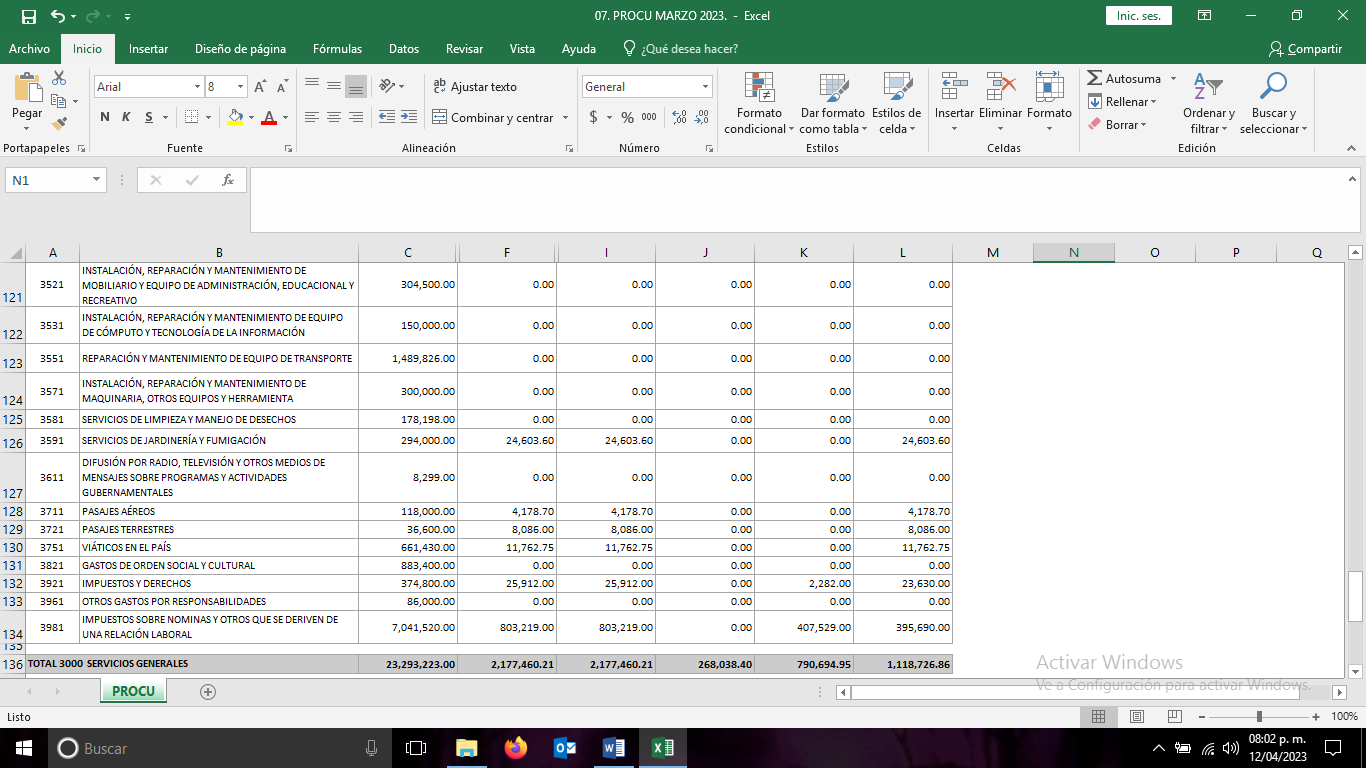 07. PROCU MARZO 2023. - Excel
Inic. ses.
Archivo Inicio Insertar Diseño de página Fórmulas Datos Revisar Vista Ayuda ¿Qué desea hacer? Compartir
Pegar
Arial 8
N K S
Ajustar texto
Combinar y centrar
General
$ % 000
Formato condicional
Dar formato como tabla
Estilos de celda
Insertar Eliminar Formato
Autosuma
Rellenar
Borrar
Ordenar y filtrar
Buscar y seleccionar
Portapapeles Fuente Alineación Número Estilos Celdas Edición
N1 fx
A B C F I J K L M N O P Q
121 3521 INSTALACIÓN, REPARACIÓN Y MANTENIMIENTO DE
MOBILIARIO Y EQUIPO DE ADMINISTRACIÓN, EDUCACIONAL Y
RECREATIVO 304,500.00 0.00 0.00 0.00 0.00 0.00
122 3531 INSTALACIÓN, REPARACIÓN Y MANTENIMIENTO DE EQUIPO
DE CÓMPUTO Y TECNOLOGÍA DE LA INFORMACIÓN 150,000.00 0.00 0.00 0.00 0.00 0.00
123 3551 REPARACIÓN Y MANTENIMIENTO DE EQUIPO DE TRANSPORTE 1,489,826.00 0.00 0.00 0.00 0.00 0.00
124 3571 INSTALACIÓN, REPARACIÓN Y MANTENIMIENTO DE
MAQUINARIA, OTROS EQUIPOS Y HERRAMIENTA 300,000.00 0.00 0.00 0.00 0.00 0.00
125 3581 SERVICIOS DE LIMPIEZA Y MANEJO DE DESECHOS 178,198.00 0.00 0.00 0.00 0.00 0.00
126 3591 SERVICIOS DE JARDINERÍA Y FUMIGACIÓN 294,000.00 24,603.60 24,603.60 0.00 0.00 24,603.60
127 3611 DIFUSIÓN POR RADIO, TELEVISIÓN Y OTROS MEDIOS DE
MENSAJES SOBRE PROGRAMAS Y ACTIVIDADES
GUBERNAMENTALES 8,299.00 0.00 0.00 0.00 0.00 0.00
128 3711 PASAJES AÉREOS 118,000.00 4,178.70 4,178.70 0.00 0.00 4,178.70
129 3721 PASAJES TERRESTRES 36,600.00 8,086.00 8,086.00 0.00 0.00 8,086.00
130 3751 VIÁTICOS EN EL PAÍS 661,430.00 11,762.75 11,762.75 0.00 0.00 11,762.75
131 3821 GASTOS DE ORDEN SOCIAL Y CULTURAL 883,400.00 0.00 0.00 0.00 0.00 0.00
132 3921 IMPUESTOS Y DERECHOS 374,800.00 25,912.00 25,912.00 0.00 2,282.00 23,630.00
133 3961 OTROS GASTOS POR RESPONSABILIDADES 86,000.00 0.00 0.00 0.00 0.00 0.00
134 3981 IMPUESTOS SOBRE NOMINAS Y OTROS QUE SE DERIVEN DE
UNA RELACIÓN LABORAL 7,041,520.00 803,219.00 803,219.00 0.00 407,529.00 395,690.00
135
136 TOTAL 3000 SERVICIOS GENERALES 23,293,223.00 2,177,460.21 2,177,460.21 268,038.40 790,694.95 1,118,726.86
Activar Windows
Ve a Configuración para activar Windows.
PROCU
Listo 100%
Buscar
08:02 p. m.
12/04/2023